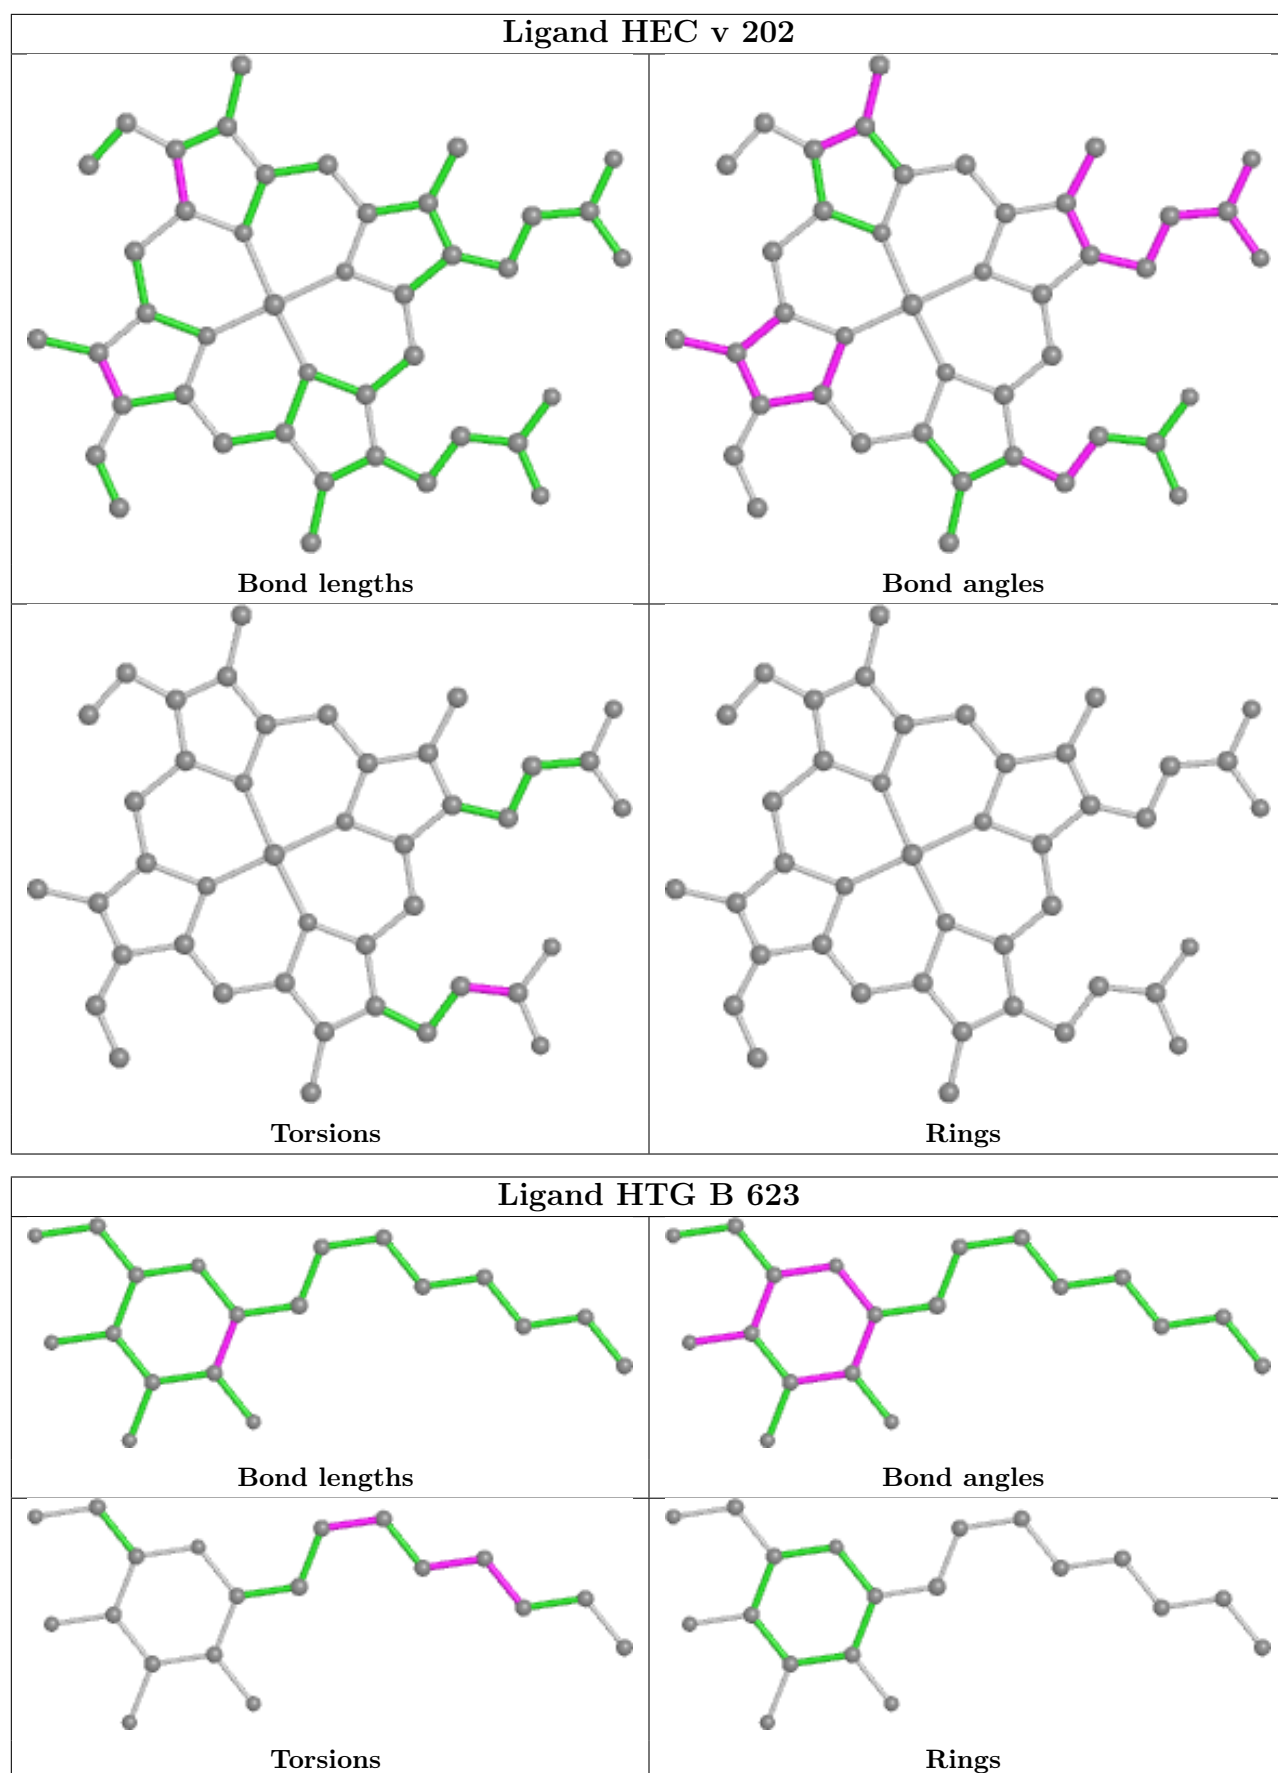 Ligand HEC v 202
Bond lengths
Bond angles
Torsions
Rings
Ligand HTG B 623
Bond lengths
Bond angles
Torsions
Rings